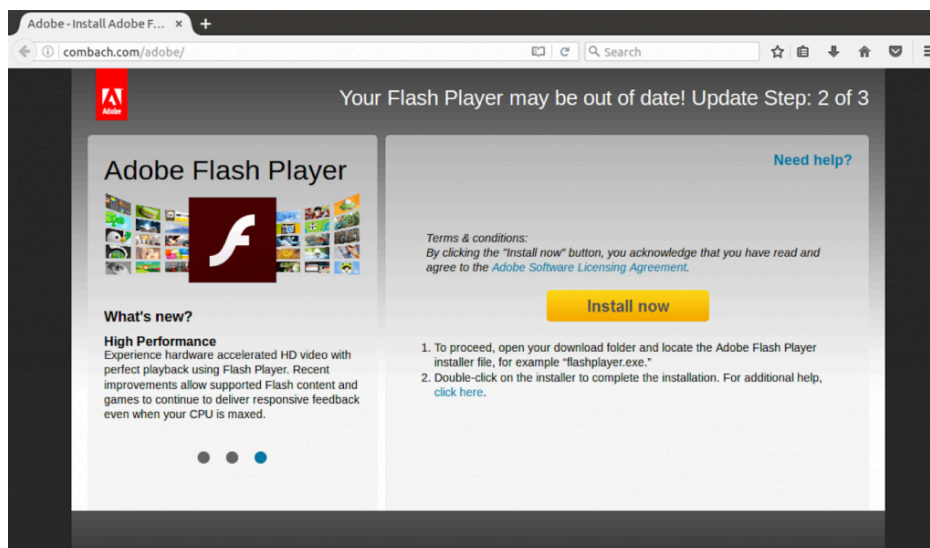 Adobe - Install Adobe F... × +
combach.com/adobe/ Search
Adobe
Your Flash Player may be out of date! Update Step: 2 of 3
Adobe Flash Player
What's new?
High Performance
Experience hardware accelerated HD video with
perfect playback using Flash Player. Recent
improvements allow supported Flash content and
games to continue to deliver responsive feedback
even when your CPU is maxed.
Need help?
Terms & conditions:
By clicking the "Install now" button, you acknowledge that you have read and
agree to the Adobe Software Licensing Agreement.
Install now
1. To proceed, open your download folder and locate the Adobe Flash Player
installer file, for example “flashplayer.exe.”
2. Double-click on the installer to complete the installation. For additional help,
click here.